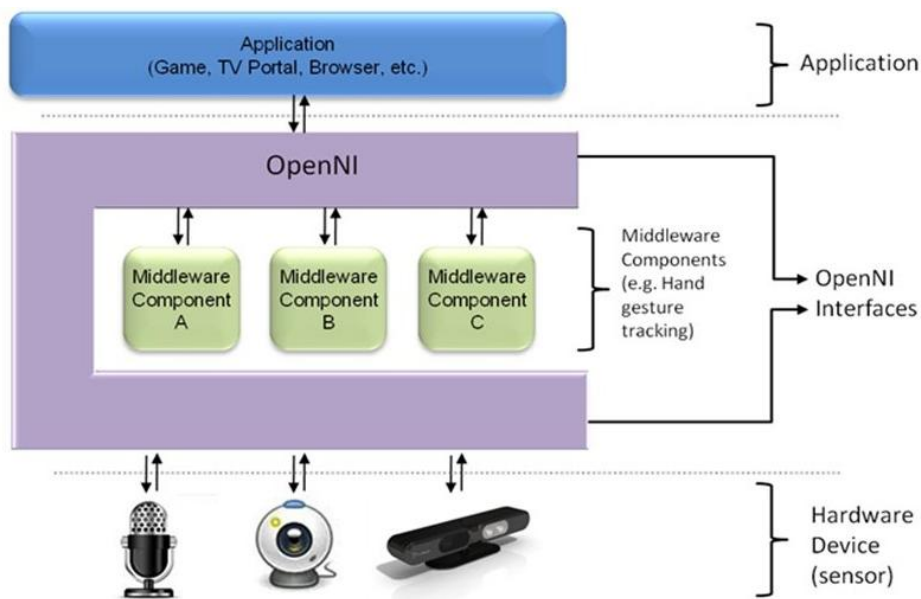 Application
(Game, TV Portal, Browser, etc.)
Application
OpenNI
Middleware
Component
A
Middleware
Component
B
Middleware
Component
C
Middleware
Components
(e.g. Hand
gesture
tracking)
OpenNI
Interfaces
Hardware
Device
(sensor)